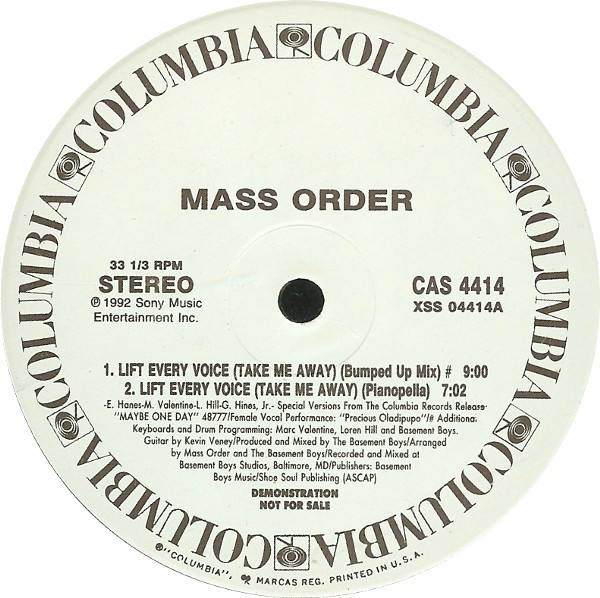 COLUMBIA COLUMBIA COLUMBIA COLUMBIA COLUMBIA COLUMBIA COLUMBIA COLUMBIA
MASS ORDER
33 1/3 RPM
STEREO
℗ 1992 Sony Music
Entertainment Inc.
CAS 4414
XSS 04414A
1. LIFT EVERY VOICE (TAKE ME AWAY) (Bumped Up Mix) # 9:00
2. LIFT EVERY VOICE (TAKE ME AWAY) (Pianopella) 7:02
-E. Hanes-M. Valentine-L. Hill-G. Hines, Jr.- Special Versions From The Columbia Records Release-
"MAYBE ONE DAY" 48777/Female Vocal Performance: "Precious Oladipupo"/# Additional
Keyboards and Drum Programming: Marc Valentine, Loren Hill and Basement Boys.
Guitar by Kevin Veney/Produced and Mixed by The Basement Boys/Arranged
by Mass Order and The Basement Boys/Recorded and Mixed at
Basement Boys Studios, Baltimore, MD/Publishers: Basement
Boys Music/Shoe Soul Publishing (ASCAP)
DEMONSTRATION
NOT FOR SALE
® "COLUMBIA", MARCAS REG. PRINTED IN U.S.A.